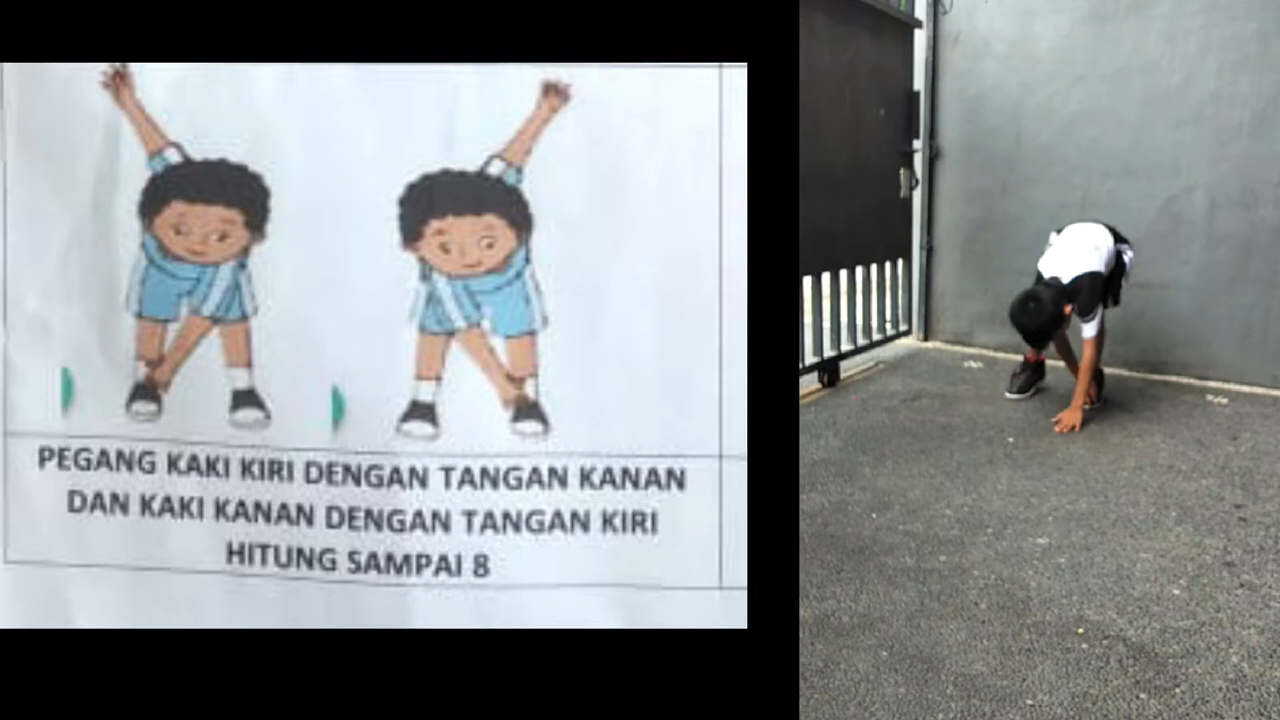 PEGANG KAKI KIRI DENGAN TANGAN KANAN
DAN KAKI KANAN DENGAN TANGAN KIRI
HITUNG SAMPAI 8